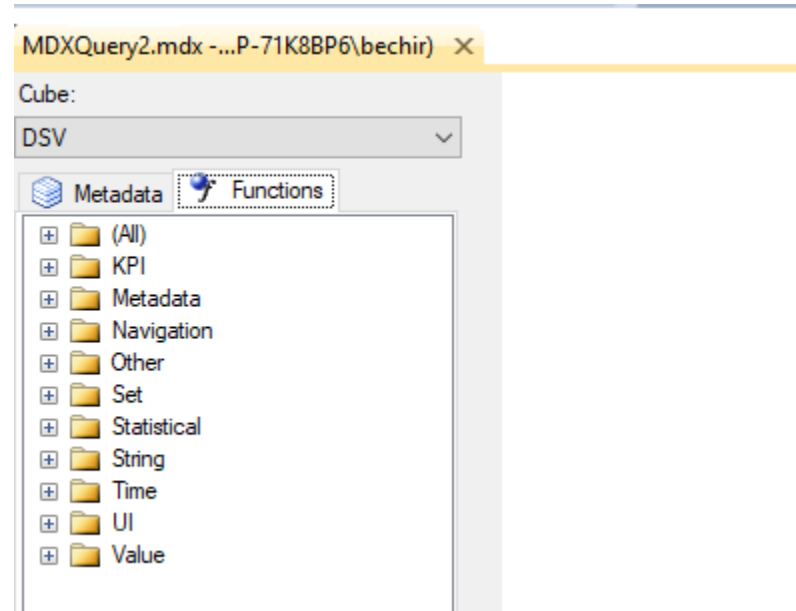 MDXQuery2.mdx -...P-71K8BP6\bechir)
Cube:
DSV
Metadata Functions
(All)
KPI
Metadata
Navigation
Other
Set
Statistical
String
Time
UI
Value